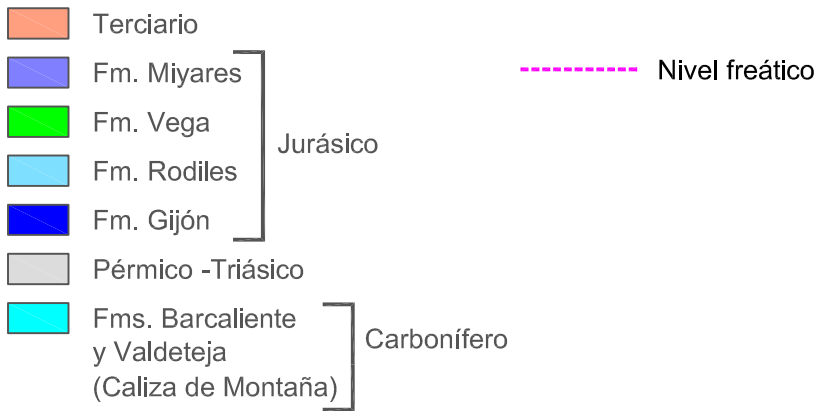 Terciario
Fm. Miyares
Nivel freático
Fm. Vega
Jurásico
Fm. Rodiles
Fm. Gijón
Pérmico -Triásico
Fms. Barcaliente
y Valdeteja
(Caliza de Montaña)
Carbonífero